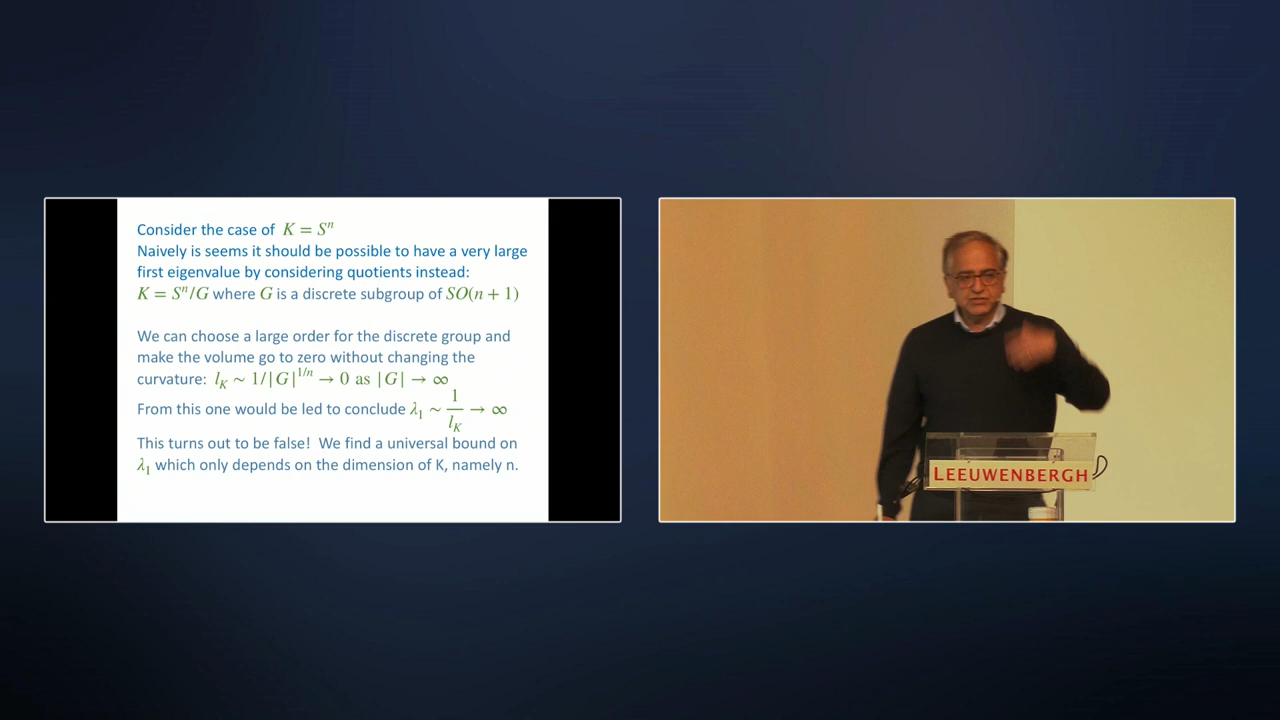 Consider the case of K = Sⁿ
Naively is seems it should be possible to have a very large
first eigenvalue by considering quotients instead:
K = Sⁿ/G where G is a discrete subgroup of SO(n + 1)
We can choose a large order for the discrete group and
make the volume go to zero without changing the
curvature: l_K ~ 1/|G|^{1/n} → 0 as |G| → ∞
From this one would be led to conclude λ₁ ~ 1/l_K → ∞
This turns out to be false! We find a universal bound on
λ₁ which only depends on the dimension of K, namely n.
LEEUWENBERGH